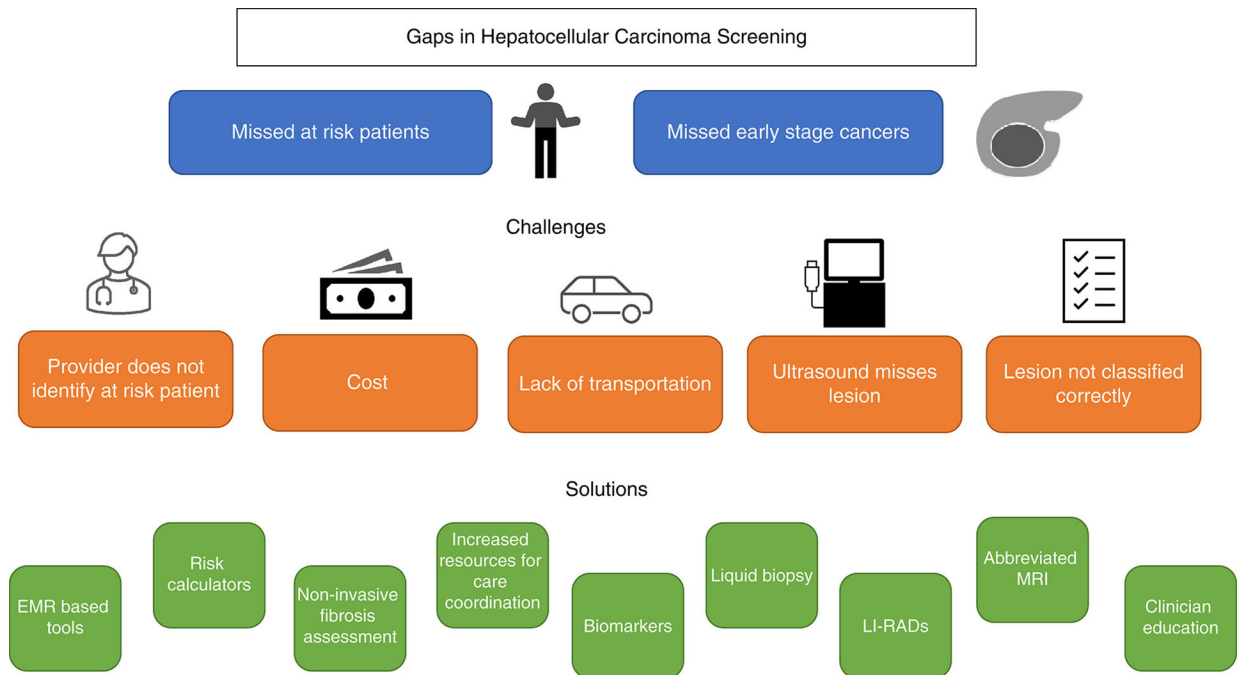 Gaps in Hepatocellular Carcinoma Screening
Missed at risk patients
Missed early stage cancers
Challenges
Provider does not
identify at risk patient
Cost
Lack of transportation
Ultrasound misses
lesion
Lesion not classified
correctly
Solutions
EMR based
tools
Risk
calculators
Non-invasive
fibrosis
assessment
Increased
resources for
care
coordination
Biomarkers
Liquid biopsy
LI-RADs
Abbreviated
MRI
Clinician
education